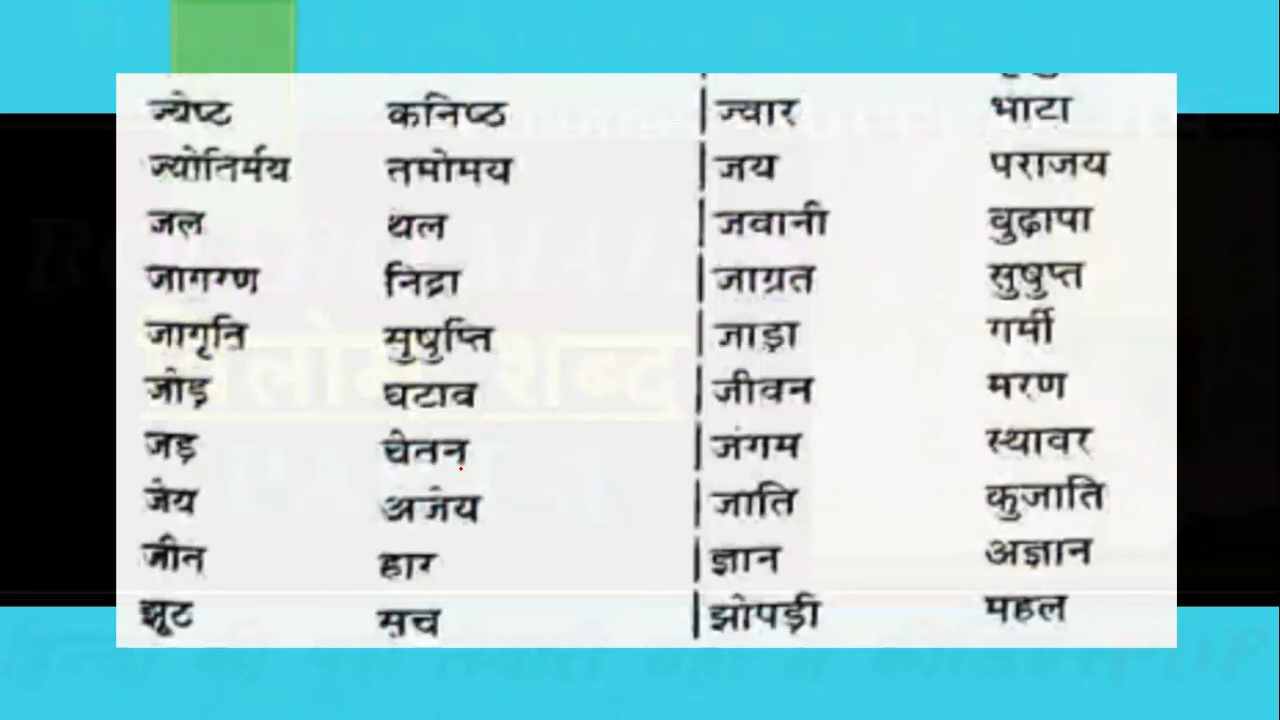 ज्येष्ट कनिष्ठ | ज्वार भाटा
ज्योतिर्मय तमोमय | जय पराजय
जल थल | जवानी बुढ़ापा
जागरण निद्रा | जाग्रत सुषुप्त
जागृति सुषुप्ति | जाड़ा गर्मी
जोड़ घटाव | जीवन मरण
जड़ चेतन | जंगम स्थावर
जेय अजेय | जाति कुजाति
जीत हार | ज्ञान अज्ञान
झूट सच | झोपड़ी महल
विलोम शब्द